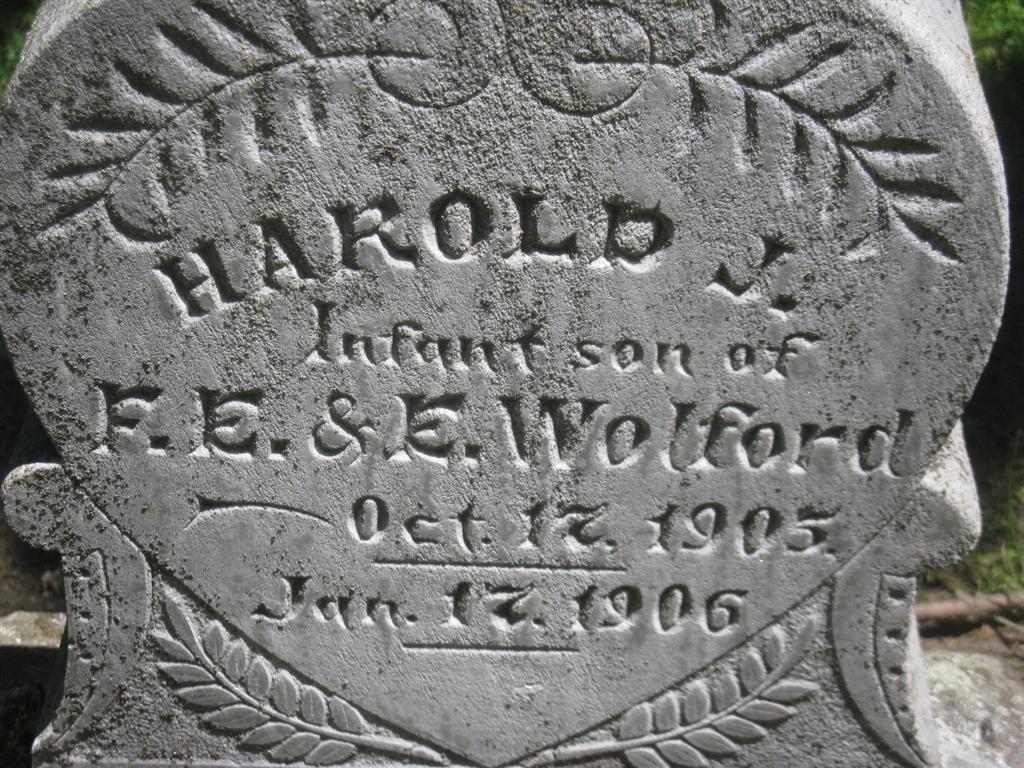 HAROLD J.
Infant son of
F. E. & E. Wolford
Oct. 17. 1905.
Jan. 17. 1906